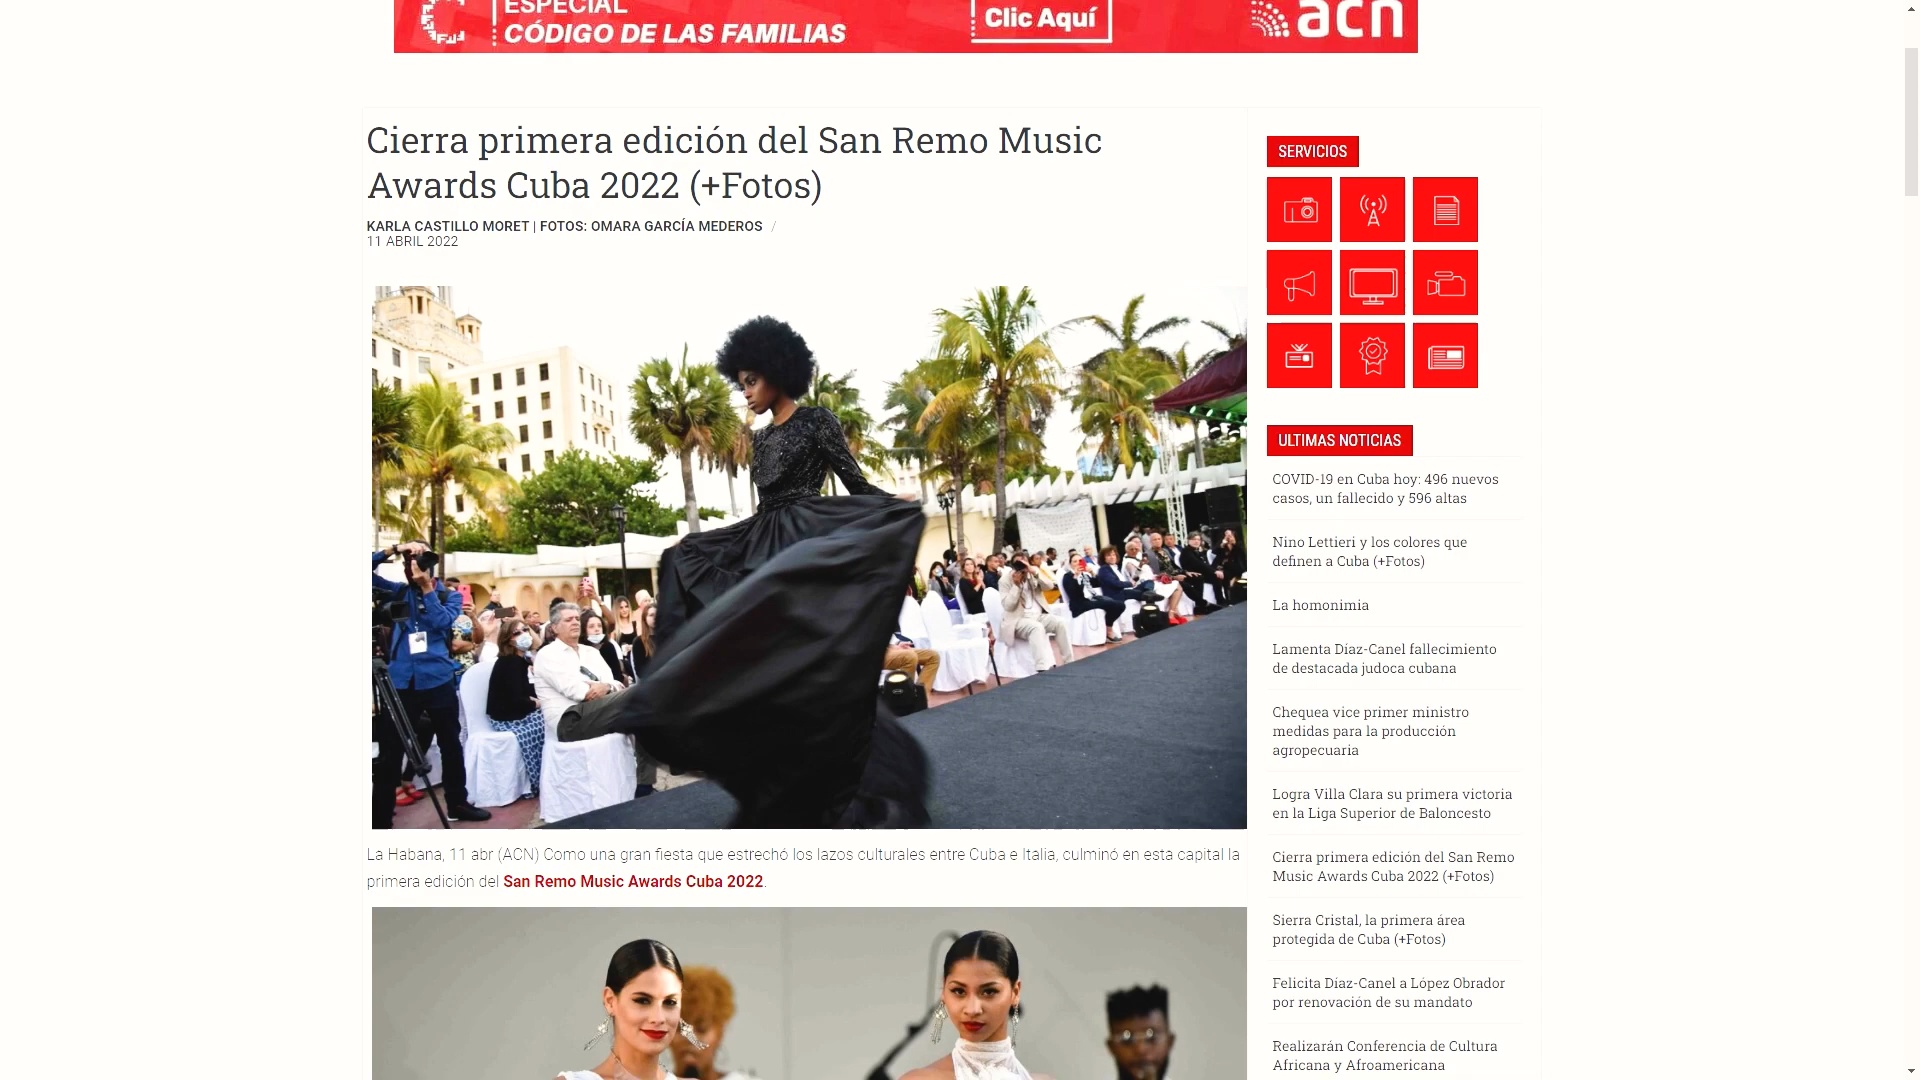 ESPECIAL
CÓDIGO DE LAS FAMILIAS
Clic Aquí
acn
Cierra primera edición del San Remo Music
Awards Cuba 2022 (+Fotos)
KARLA CASTILLO MORET | FOTOS: OMARA GARCÍA MEDEROS /
11 ABRIL 2022
La Habana, 11 abr (ACN) Como una gran fiesta que estrechó los lazos culturales entre Cuba e Italia, culminó en esta capital la
primera edición del San Remo Music Awards Cuba 2022.
SERVICIOS
ULTIMAS NOTICIAS
COVID-19 en Cuba hoy: 496 nuevos
casos, un fallecido y 596 altas
Nino Lettieri y los colores que
definen a Cuba (+Fotos)
La homonimia
Lamenta Díaz-Canel fallecimiento
de destacada judoca cubana
Chequea vice primer ministro
medidas para la producción
agropecuaria
Logra Villa Clara su primera victoria
en la Liga Superior de Baloncesto
Cierra primera edición del San Remo
Music Awards Cuba 2022 (+Fotos)
Sierra Cristal, la primera área
protegida de Cuba (+Fotos)
Felicita Díaz-Canel a López Obrador
por renovación de su mandato
Realizarán Conferencia de Cultura
Africana y Afroamericana